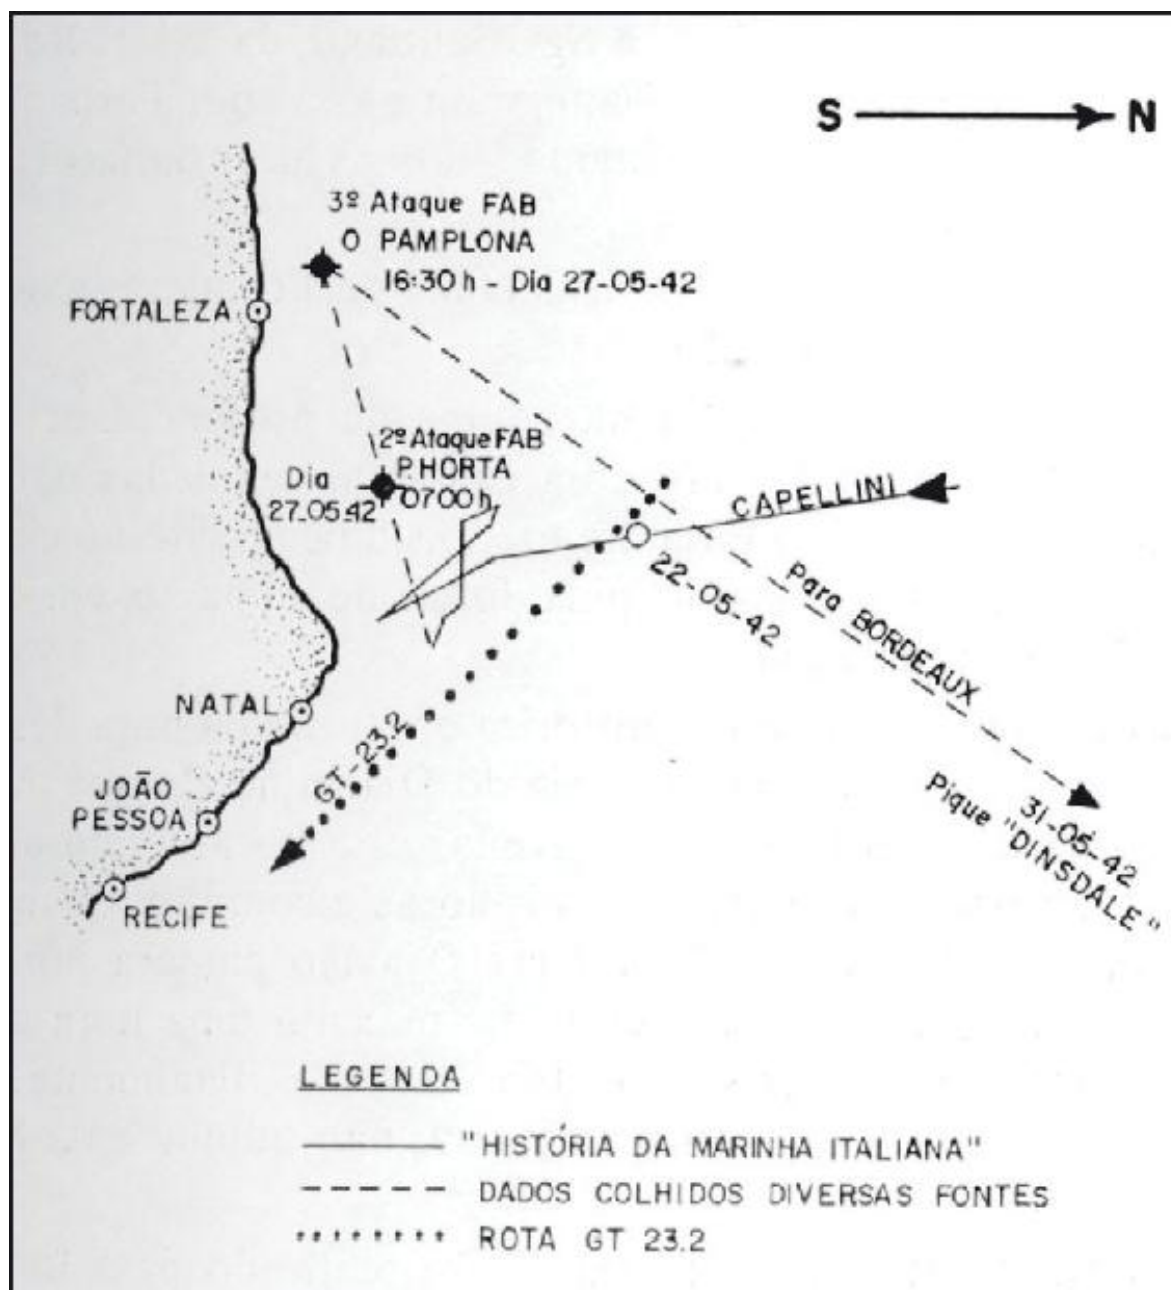 S N
3º Ataque FAB
O PAMPLONA
16:30 h - Dia 27-05-42
FORTALEZA
2º Ataque FAB
P. HORTA
0700 h
Dia
27-05-42
CAPELLINI
22-05-42
Para BORDEAUX
31-05-42
Pique "DINSDALE"
NATAL
GT-23.2
JOÃO
PESSOA
RECIFE
LEGENDA
"HISTÓRIA DA MARINHA ITALIANA"
DADOS COLHIDOS DIVERSAS FONTES
ROTA GT 23.2